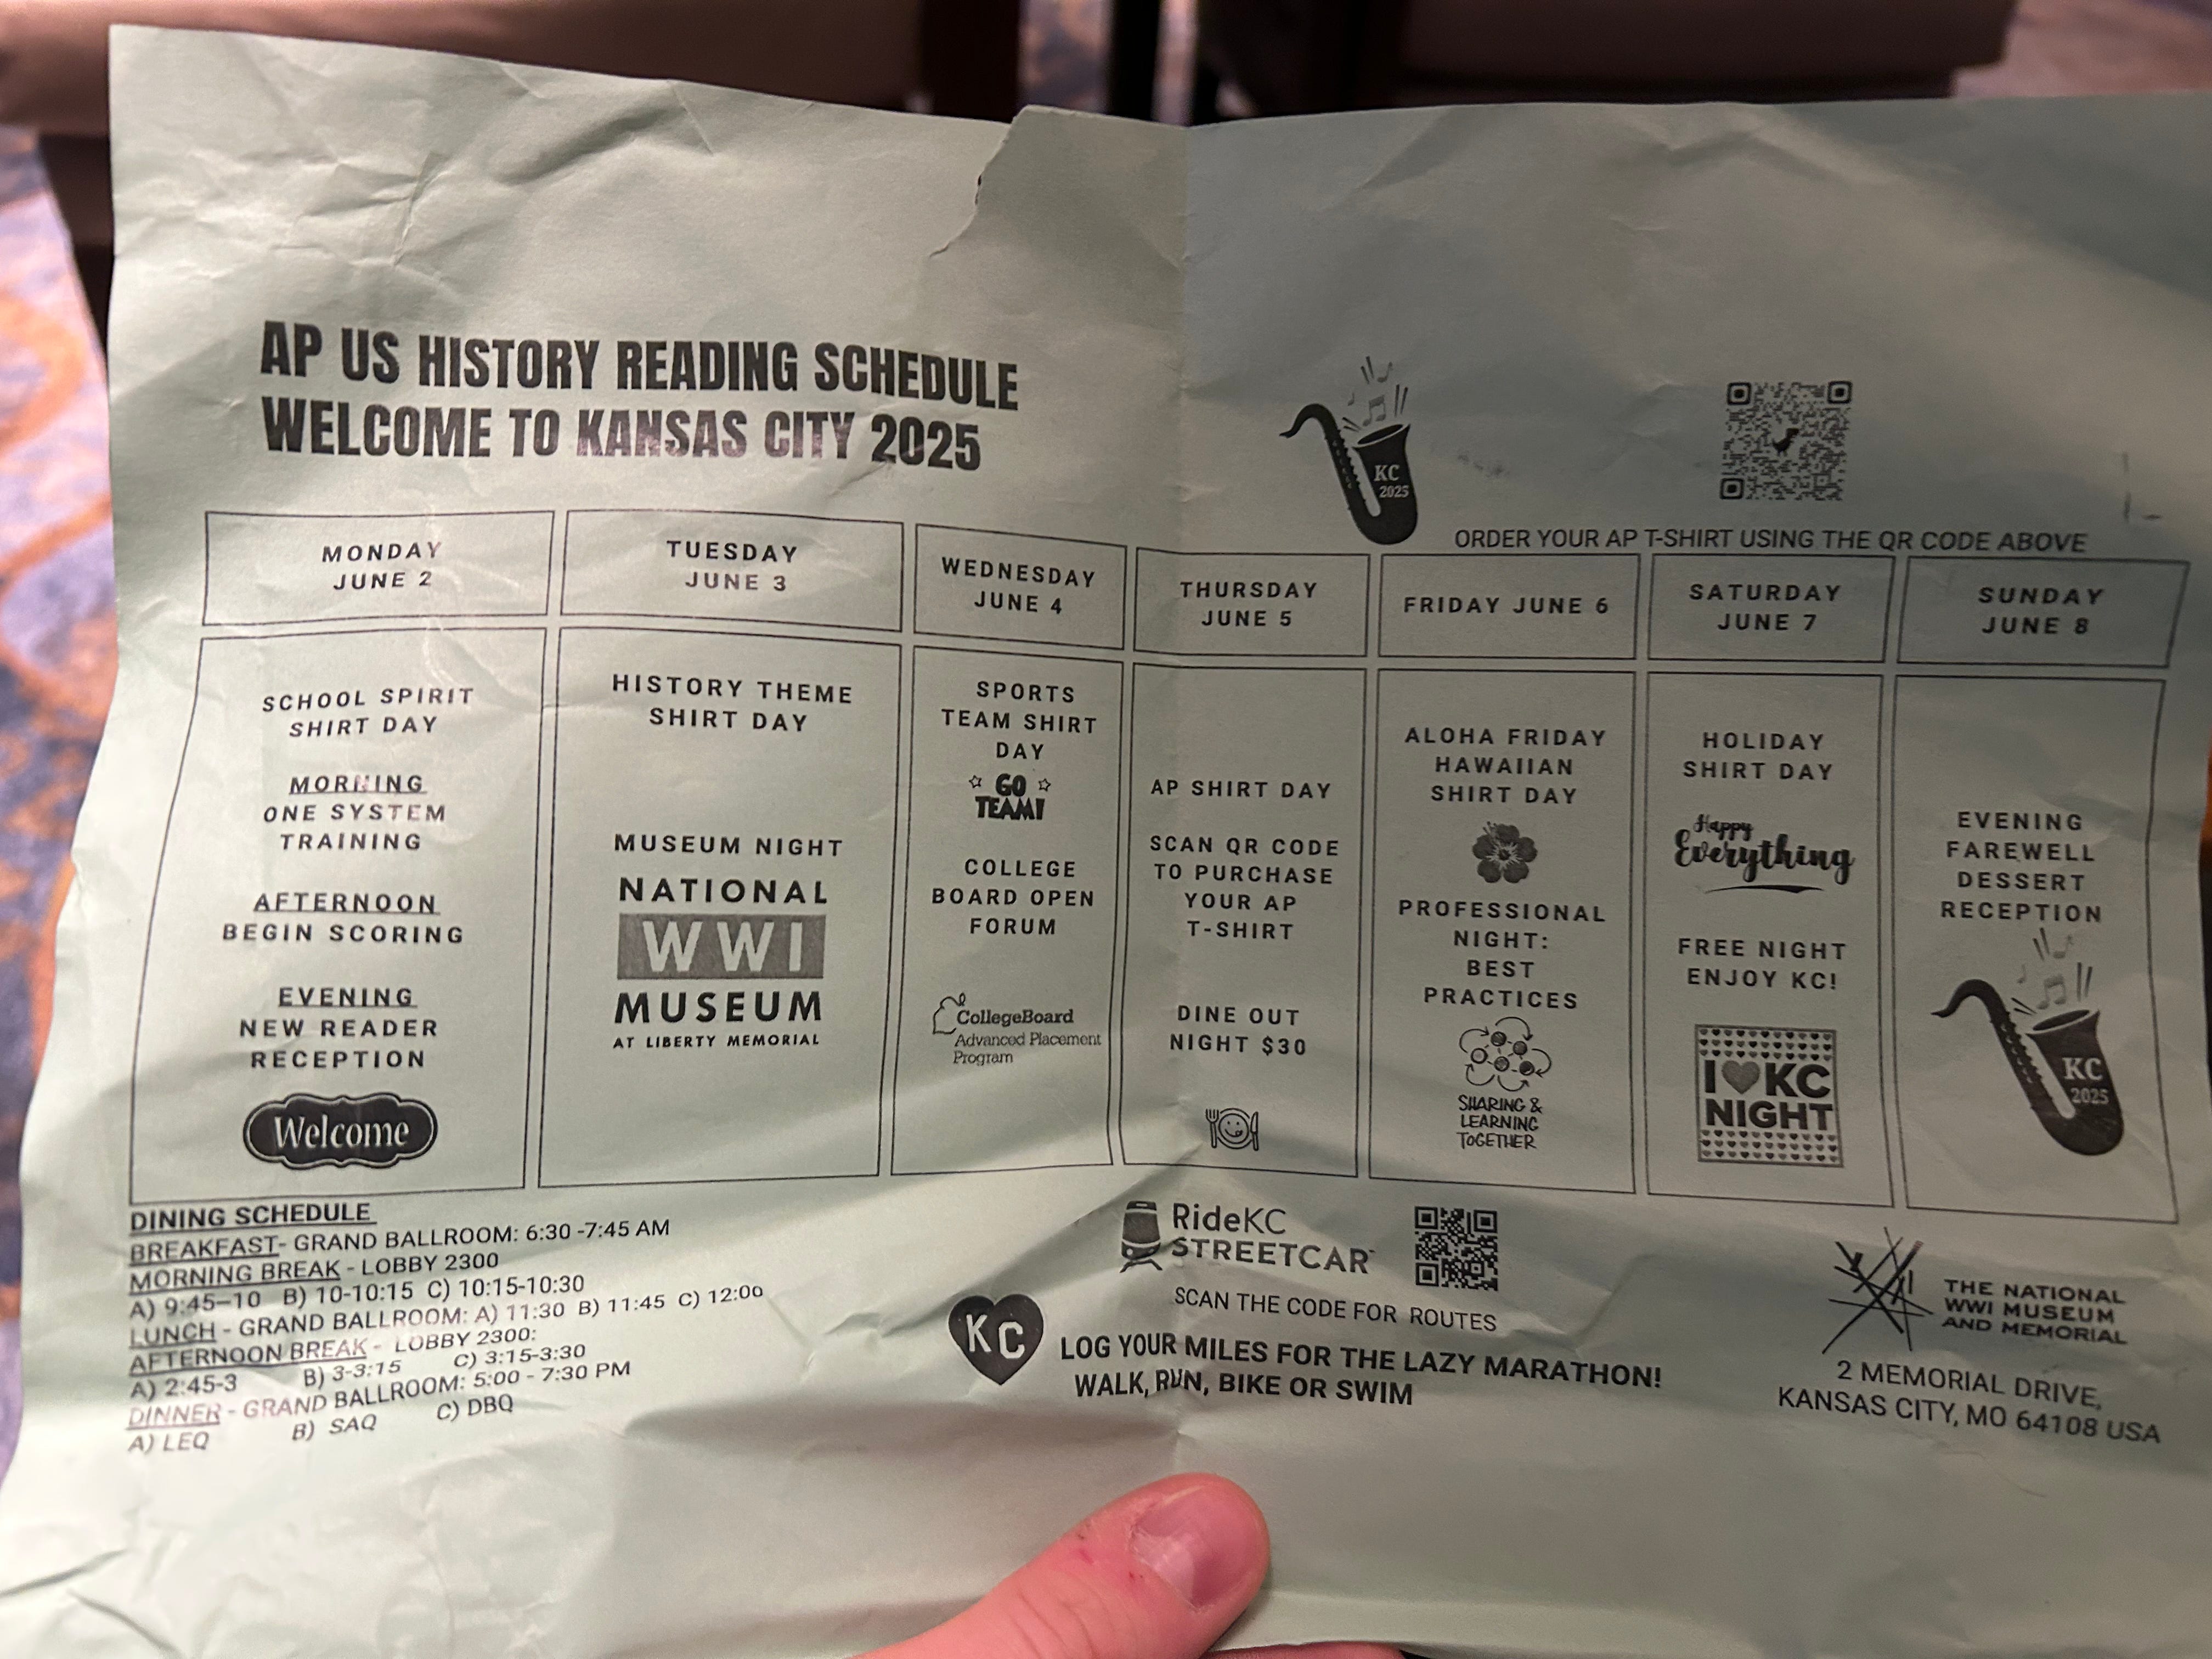 AP US HISTORY READING SCHEDULE
WELCOME TO KANSAS CITY 2025
KC
2025
ORDER YOUR AP T-SHIRT USING THE QR CODE ABOVE
MONDAY
JUNE 2
SCHOOL SPIRIT
SHIRT DAY
MORNING
ONE SYSTEM
TRAINING
AFTERNOON
BEGIN SCORING
EVENING
NEW READER
RECEPTION
Welcome
TUESDAY
JUNE 3
HISTORY THEME
SHIRT DAY
MUSEUM NIGHT
NATIONAL
WWI
MUSEUM
AT LIBERTY MEMORIAL
WEDNESDAY
JUNE 4
SPORTS
TEAM SHIRT
DAY
GO
TEAM!
COLLEGE
BOARD OPEN
FORUM
CollegeBoard
Advanced Placement
Program
THURSDAY
JUNE 5
AP SHIRT DAY
SCAN QR CODE
TO PURCHASE
YOUR AP
T-SHIRT
DINE OUT
NIGHT $30
FRIDAY JUNE 6
ALOHA FRIDAY
HAWAIIAN
SHIRT DAY
PROFESSIONAL
NIGHT:
BEST
PRACTICES
SHARING &
LEARNING
TOGETHER
SATURDAY
JUNE 7
HOLIDAY
SHIRT DAY
Happy
Everything
FREE NIGHT
ENJOY KC!
I KC
NIGHT
SUNDAY
JUNE 8
EVENING
FAREWELL
DESSERT
RECEPTION
KC
2025
DINING SCHEDULE
BREAKFAST- GRAND BALLROOM: 6:30 -7:45 AM
MORNING BREAK - LOBBY 2300
A) 9:45–10 B) 10-10:15 C) 10:15-10:30
LUNCH - GRAND BALLROOM: A) 11:30 B) 11:45 C) 12:00
AFTERNOON BREAK - LOBBY 2300:
A) 2:45-3 B) 3-3:15 C) 3:15-3:30
DINNER - GRAND BALLROOM: 5:00 - 7:30 PM
A) LEQ B) SAQ C) DBQ
RideKC
STREETCAR
SCAN THE CODE FOR ROUTES
KC
LOG YOUR MILES FOR THE LAZY MARATHON!
WALK, RUN, BIKE OR SWIM
THE NATIONAL
WWI MUSEUM
AND MEMORIAL
2 MEMORIAL DRIVE,
KANSAS CITY, MO 64108 USA